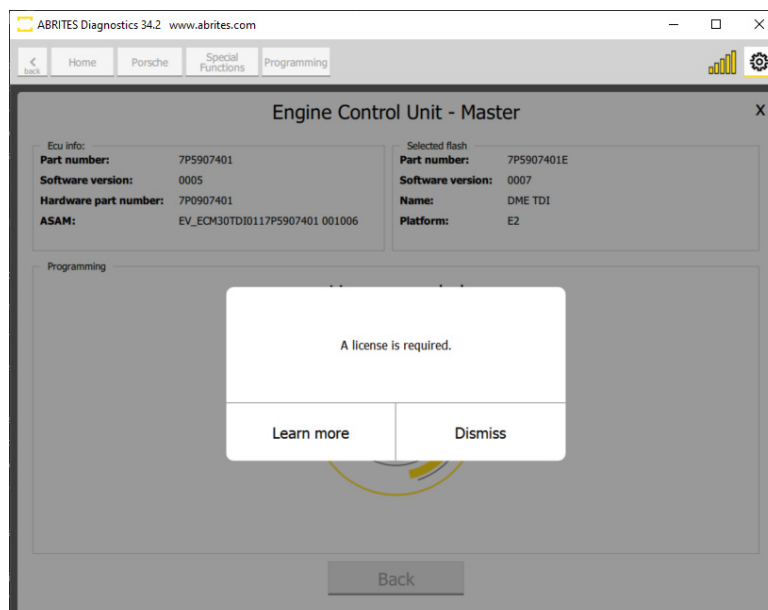 ABRITES Diagnostics 34.2 www.abrites.com
back
Home
Porsche
Special
Functions
Programming
Engine Control Unit - Master
X
Ecu info:
Part number: 7P5907401
Software version: 0005
Hardware part number: 7P0907401
ASAM: EV_ECM30TDI0117P5907401 001006
Selected flash
Part number: 7P5907401E
Software version: 0007
Name: DME TDI
Platform: E2
Programming
A license is required.
Learn more
Dismiss
Back